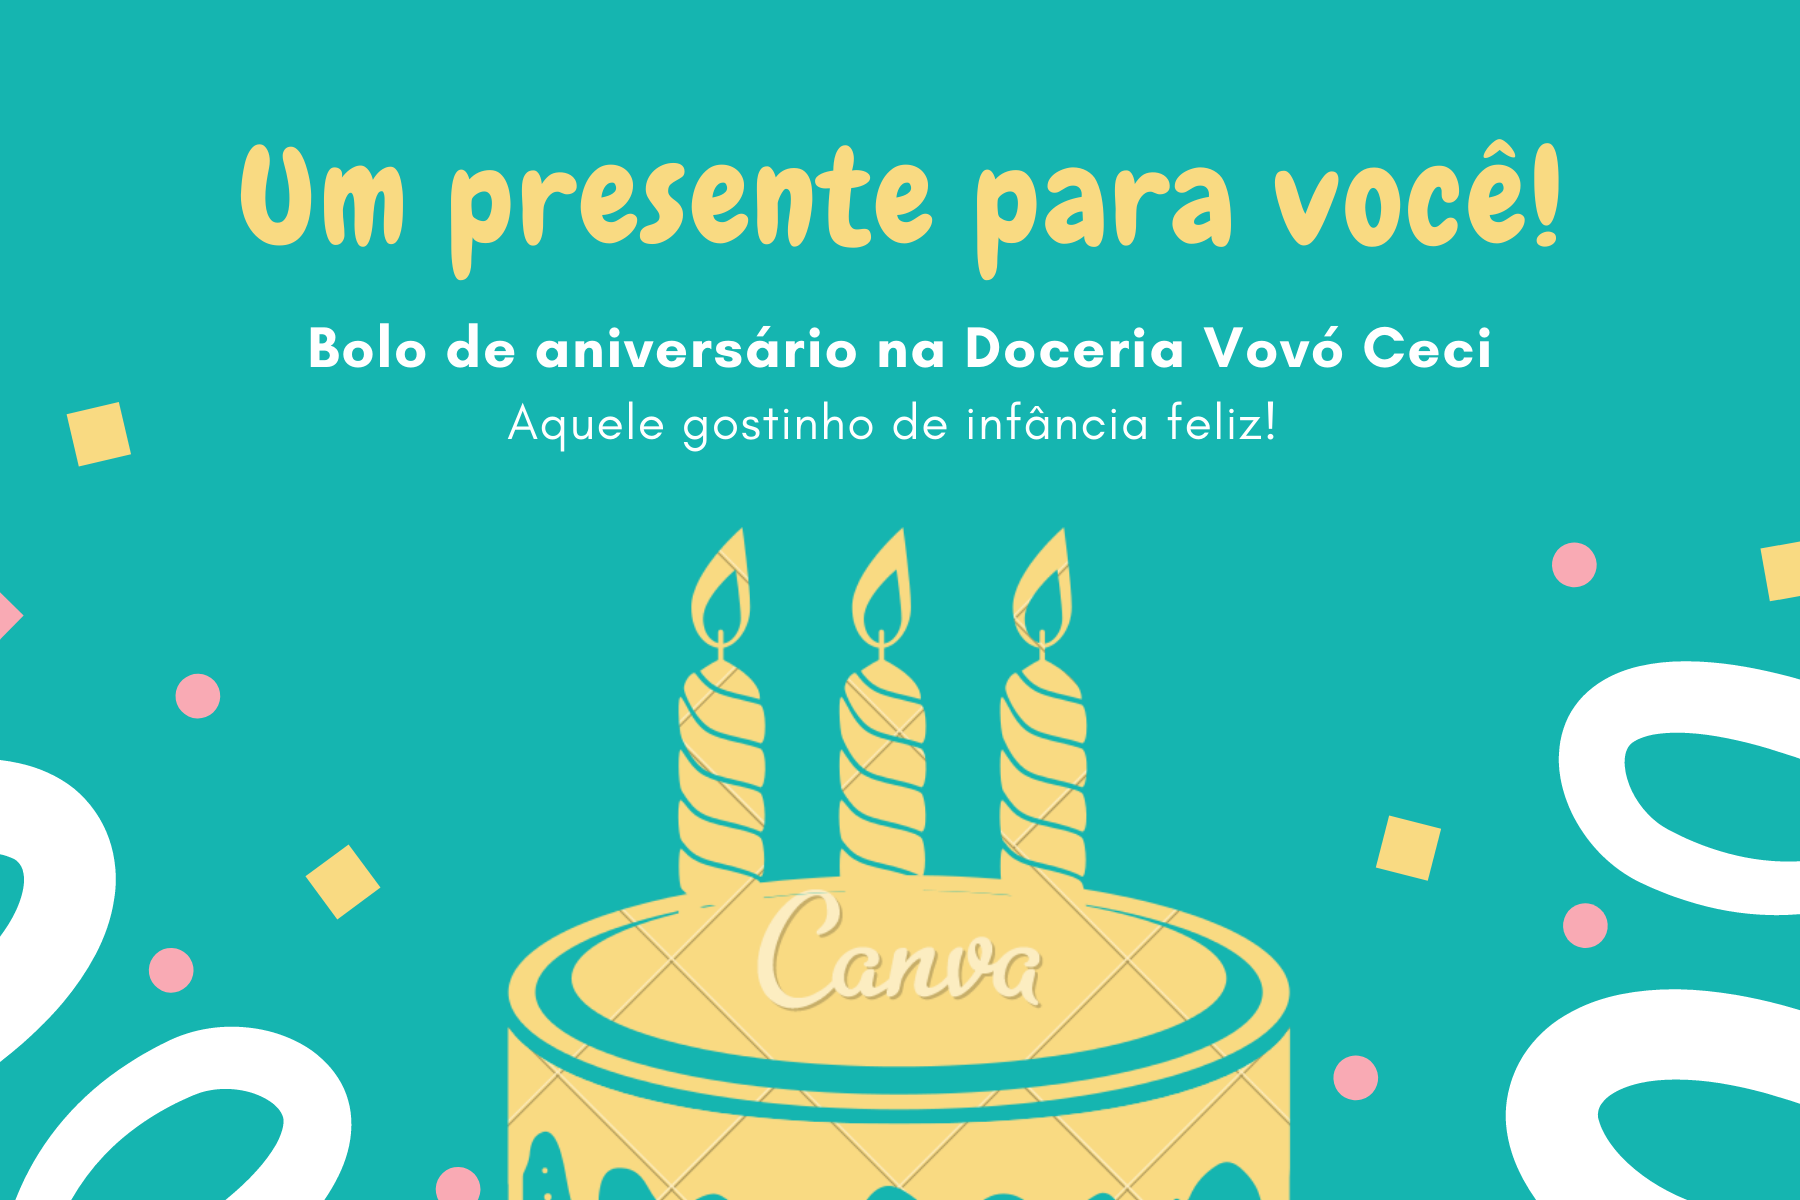 Um presente para você!
Bolo de aniversário na Doceria Vovó Ceci
Aquele gostinho de infância feliz!
Canva